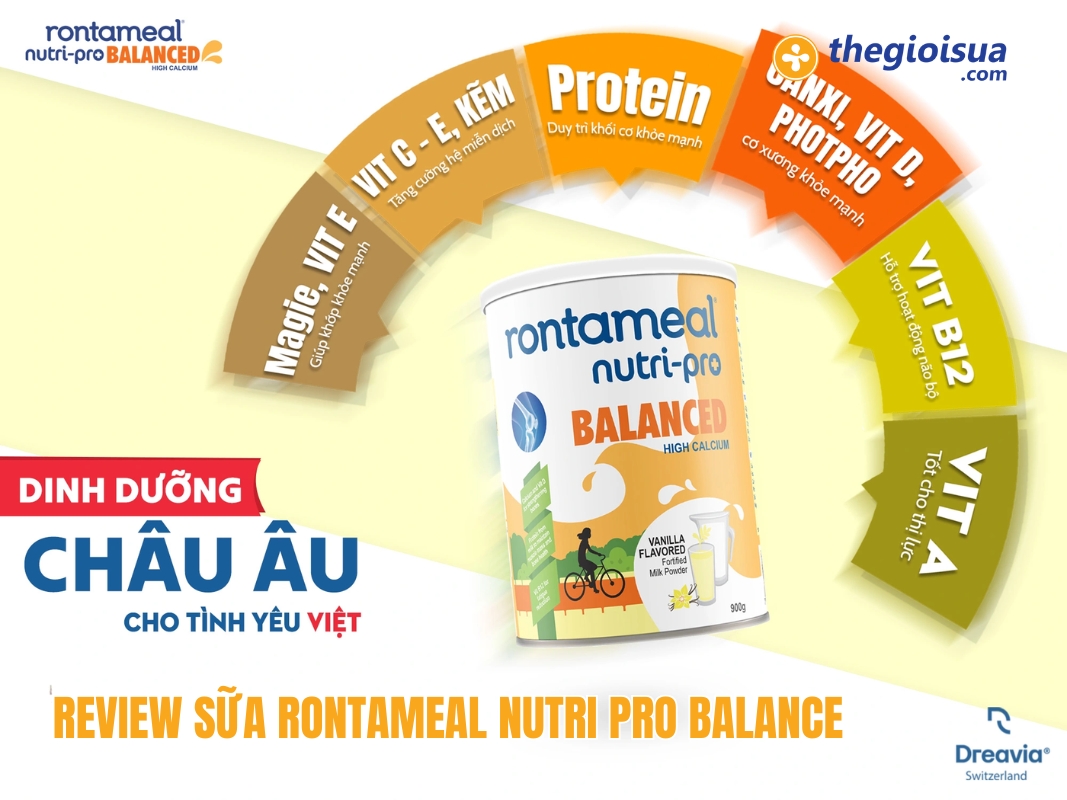 rontameal®
nutri-pro BALANCED
HIGH CALCIUM
thegioisua
.com
Magie, VIT E
Giúp khớp khỏe mạnh
VIT C - E, KẼM
Tăng cường hệ miễn dịch
Protein
Duy trì khối cơ khỏe mạnh
CANXI, VIT D,
PHOTPHO
cơ xương khỏe mạnh
VIT B12
Hỗ trợ hoạt động não bộ
VIT A
Tốt cho thị lực
rontameal®
nutri-pro
BALANCED
HIGH CALCIUM
VANILLA
FLAVORED
Fortified
Milk Powder
900g
DINH DƯỠNG
CHÂU ÂU
CHO TÌNH YÊU VIỆT
REVIEW SỮA RONTAMEAL NUTRI PRO BALANCE
Dreavia®
Switzerland